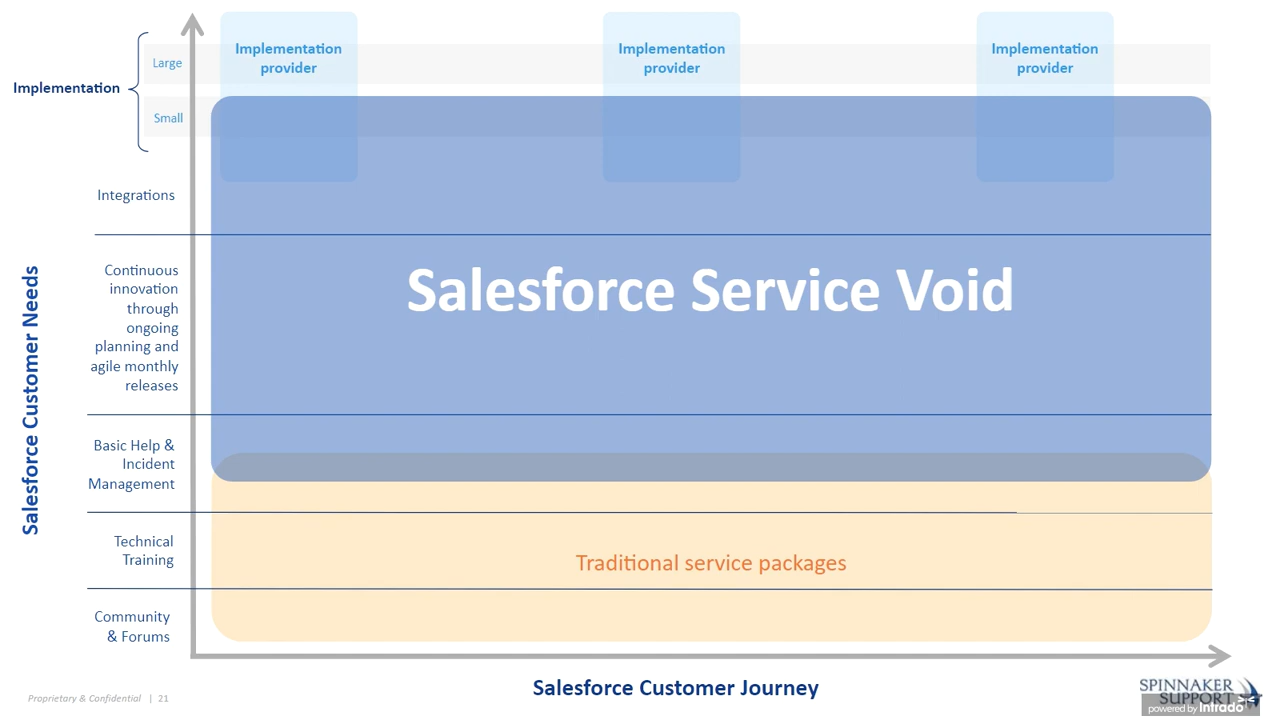 Implementation
provider
Implementation
provider
Implementation
provider
Large
Implementation
Small
Integrations
Salesforce Customer Needs
Continuous
innovation
through
ongoing
planning and
agile monthly
releases
Salesforce Service Void
Basic Help &
Incident
Management
Technical
Training
Traditional service packages
Community
& Forums
Salesforce Customer Journey
Proprietary & Confidential | 21
SPINNAKER
SUPPORT
powered by intrado